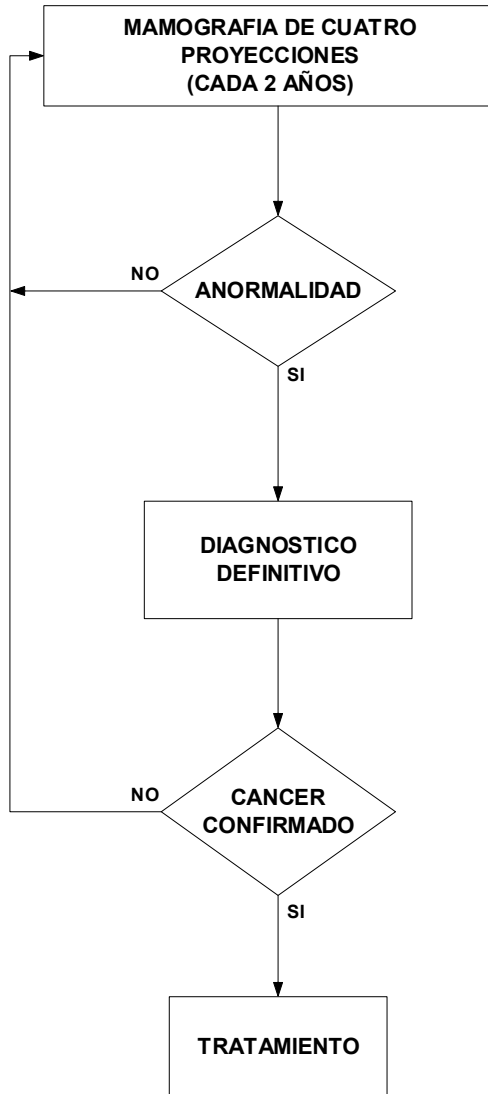 MAMOGRAFIA DE CUATRO
PROYECCIONES
(CADA 2 AÑOS)
NO
ANORMALIDAD
SI
DIAGNOSTICO
DEFINITIVO
NO
CANCER
CONFIRMADO
SI
TRATAMIENTO